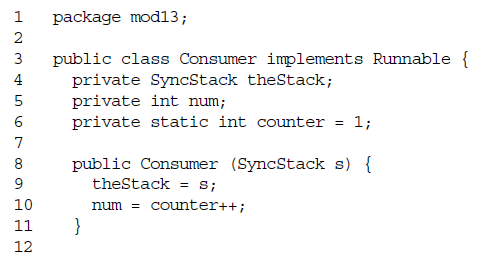 1 package mod13;
2
3 public class Consumer implements Runnable {
4 private SyncStack theStack;
5 private int num;
6 private static int counter = 1;
7
8 public Consumer (SyncStack s) {
9 theStack = s;
10 num = counter++;
11 }
12